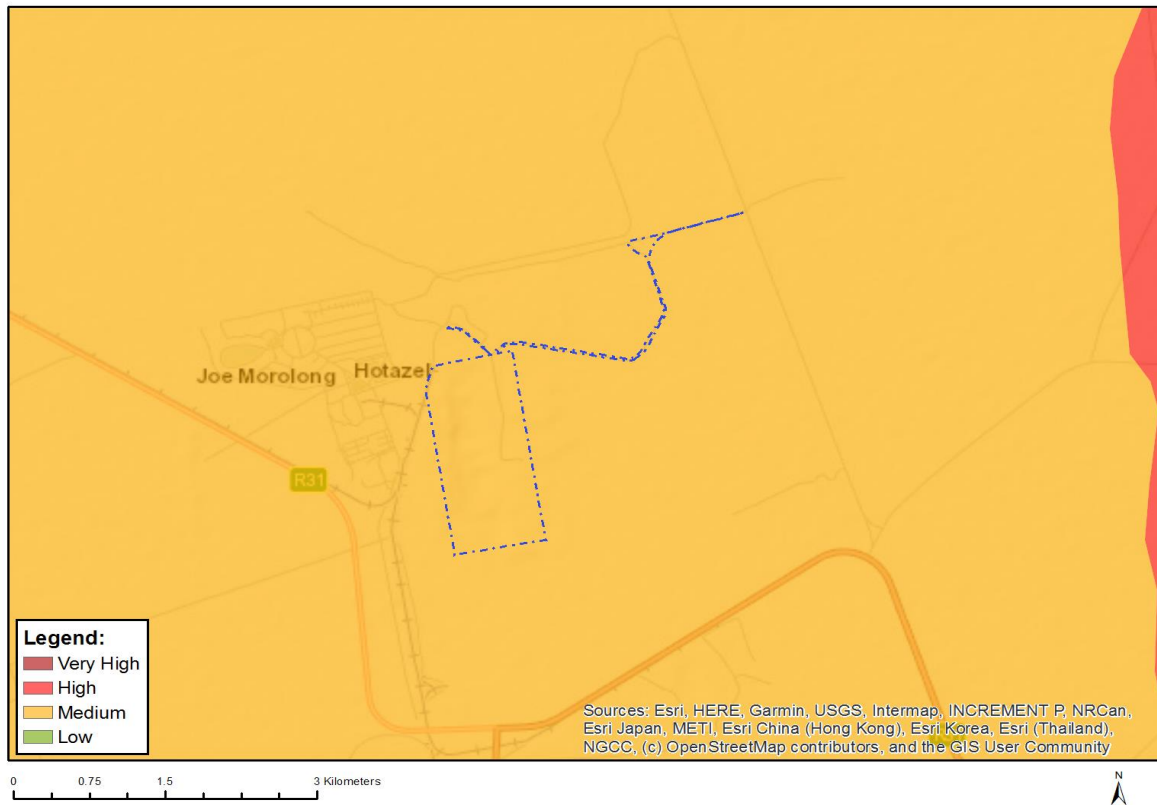 Joe Morolong
Hotazel
R31
Legend:
Very High
High
Medium
Low
Sources: Esri, HERE, Garmin, USGS, Intermap, INCREMENT P, NRCan,
Esri Japan, METI, Esri China (Hong Kong), Esri Korea, Esri (Thailand),
NGCC, (c) OpenStreetMap contributors, and the GIS User Community
0 0.75 1.5 3 Kilometers
N